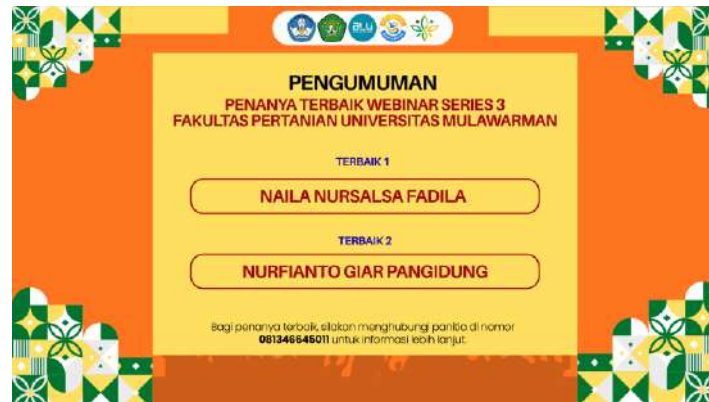 PENGUMUMAN
PENANYA TERBAIK WEBINAR SERIES 3
FAKULTAS PERTANIAN UNIVERSITAS MULAWARMAN
TERBAIK 1
NAILA NURSALSA FADILA
TERBAIK 2
NURFIANTO GIAR PANGIDUNG
Bagi penanya terbaik, silakan menghubungi panitia di nomor
081346645011 untuk informasi lebih lanjut.